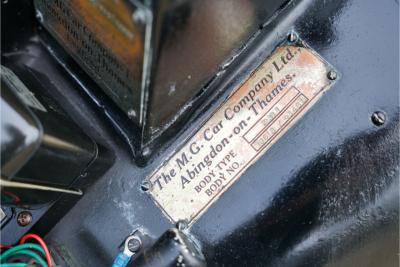 The M.G. Car Company Ltd.,
Abingdon-on-Thames.
BODY TYPE
BODY NO.